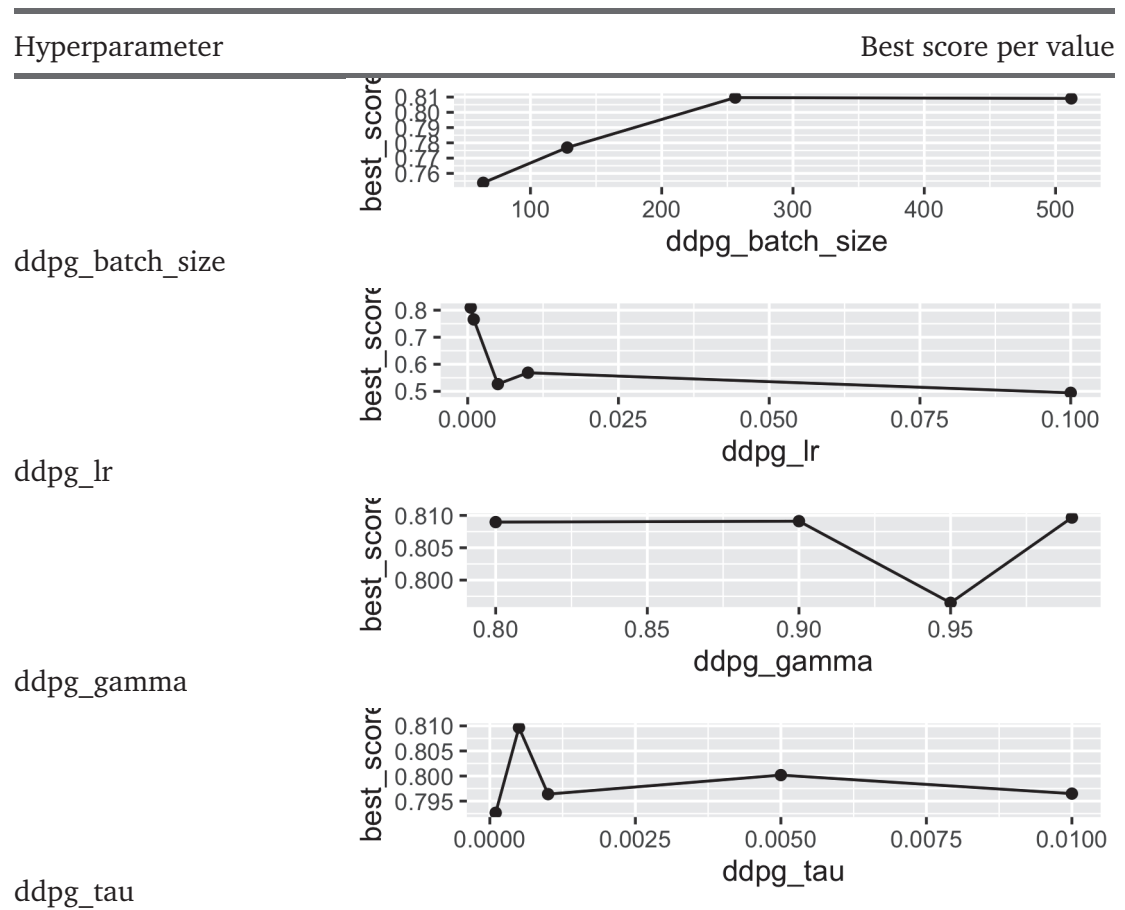 Hyperparameter Best score per value
best_score
0.81
0.80
0.79
0.78
0.77
0.76
100 200 300 400 500
ddpg_batch_size
ddpg_batch_size
best_score
0.8
0.7
0.6
0.5
0.000 0.025 0.050 0.075 0.100
ddpg_lr
ddpg_lr
best_score
0.810
0.805
0.800
0.80 0.85 0.90 0.95
ddpg_gamma
ddpg_gamma
best_score
0.810
0.805
0.800
0.795
0.0000 0.0025 0.0050 0.0075 0.0100
ddpg_tau
ddpg_tau